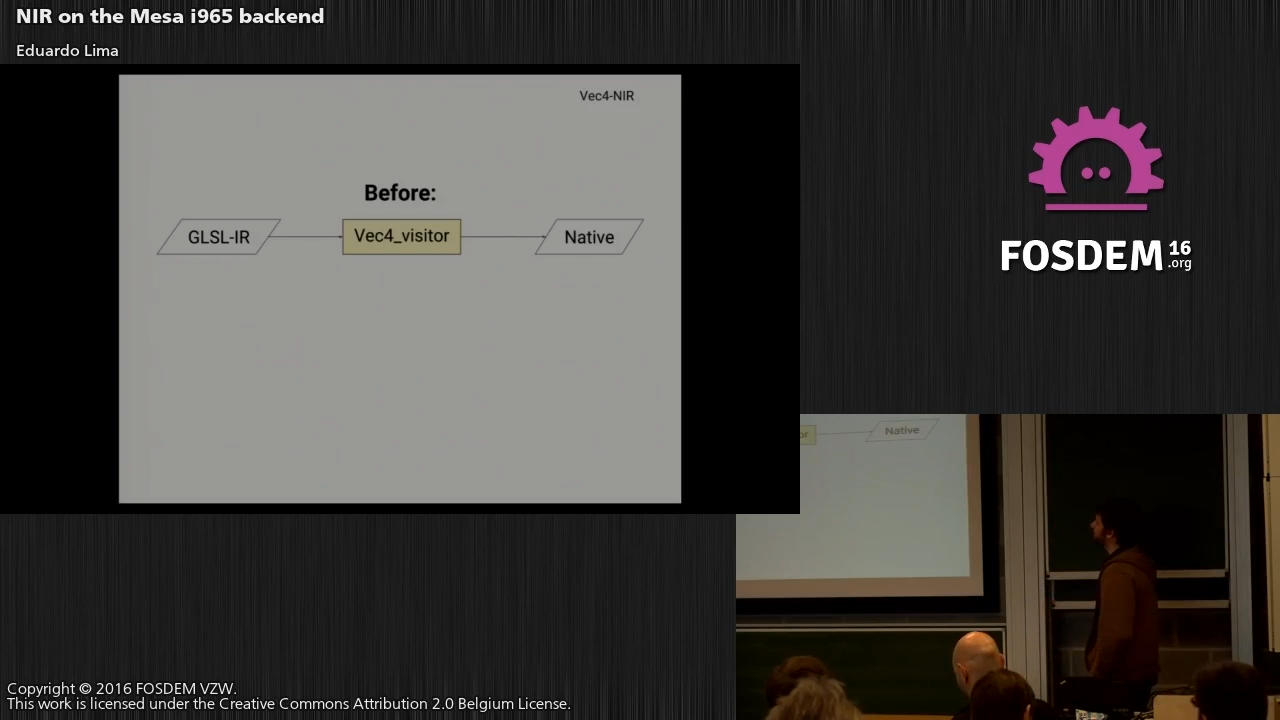 NIR on the Mesa i965 backend
Eduardo Lima
Vec4-NIR
Before:
GLSL-IR
Vec4_visitor
Native
FOSDEM 16
.org
or
Native
Copyright © 2016 FOSDEM VZW.
This work is licensed under the Creative Commons Attribution 2.0 Belgium License.